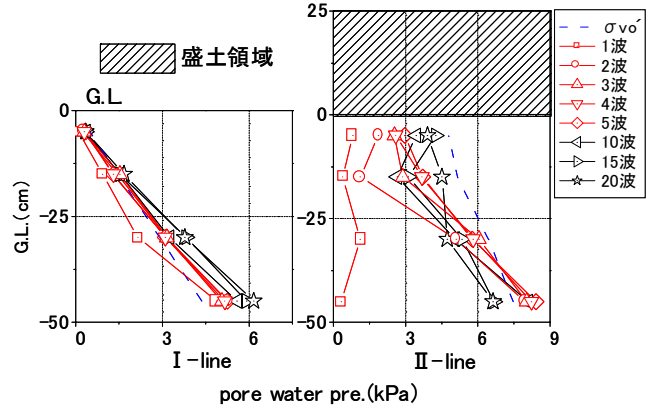 盛土領域
G.L.
G.L.(cm)
0
-25
-50
0 3 6
I-line
25
0
-25
-50
0 3 6 9
II-line
pore water pre.(kPa)
σvo´
1波
2波
3波
4波
5波
10波
15波
20波